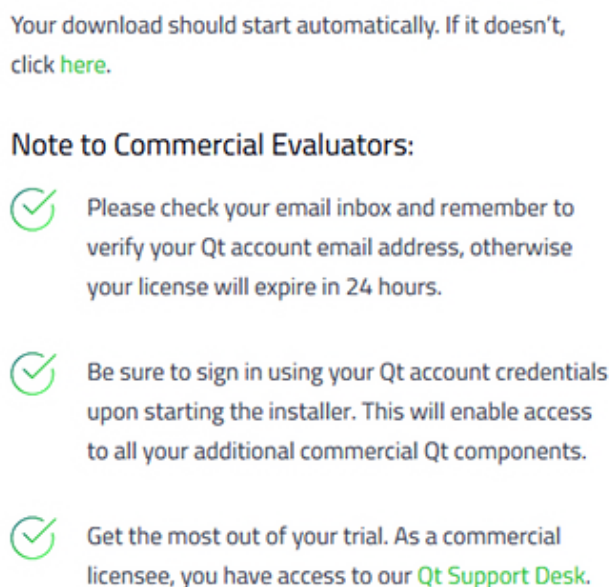 Your download should start automatically. If it doesn’t,
click here.
Note to Commercial Evaluators:
Please check your email inbox and remember to
verify your Qt account email address, otherwise
your license will expire in 24 hours.
Be sure to sign in using your Qt account credentials
upon starting the installer. This will enable access
to all your additional commercial Qt components.
Get the most out of your trial. As a commercial
licensee, you have access to our Qt Support Desk.